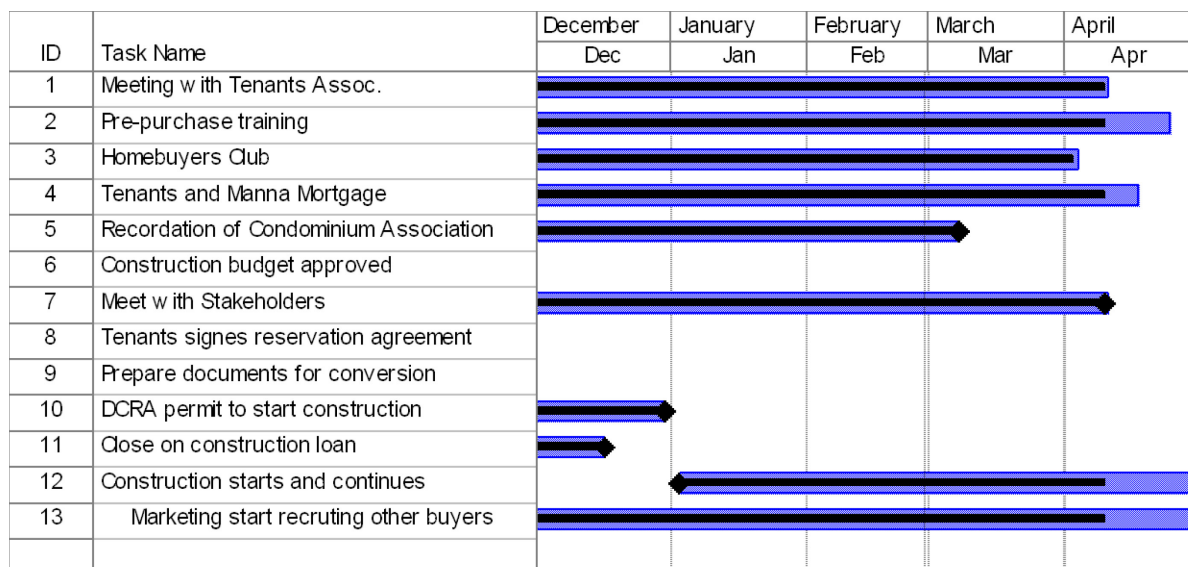 December January February March April
ID Task Name Dec Jan Feb Mar Apr
1 Meeting with Tenants Assoc.
2 Pre-purchase training
3 Homebuyers Club
4 Tenants and Manna Mortgage
5 Recordation of Condominium Association
6 Construction budget approved
7 Meet with Stakeholders
8 Tenants signes reservation agreement
9 Prepare documents for conversion
10 DCRA permit to start construction
11 Close on construction loan
12 Construction starts and continues
13 Marketing start recruting other buyers